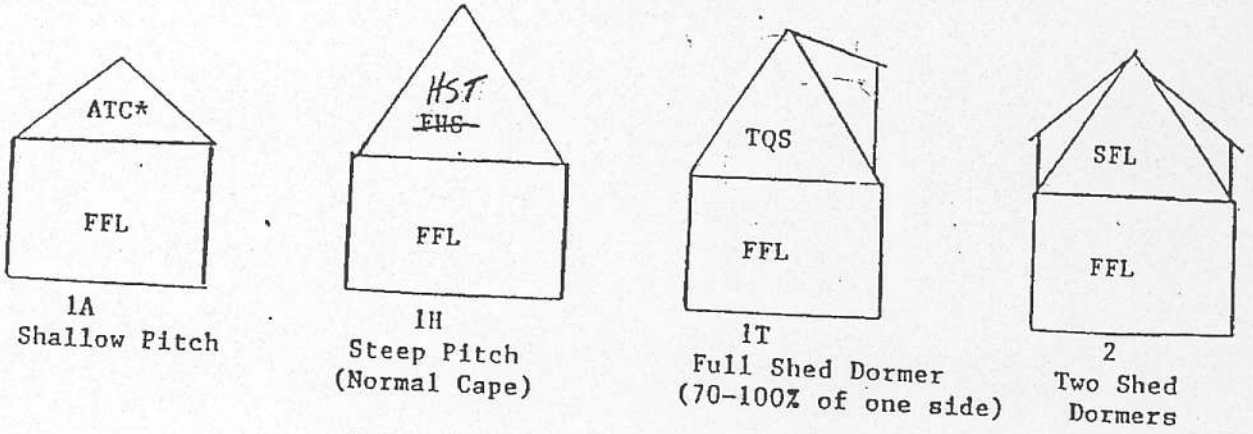 ATC*
FFL
1A
Shallow Pitch
HST
FHS
FFL
1H
Steep Pitch
(Normal Cape)
TQS
FFL
1T
Full Shed Dormer
(70-100% of one side)
SFL
FFL
2
Two Shed
Dormers